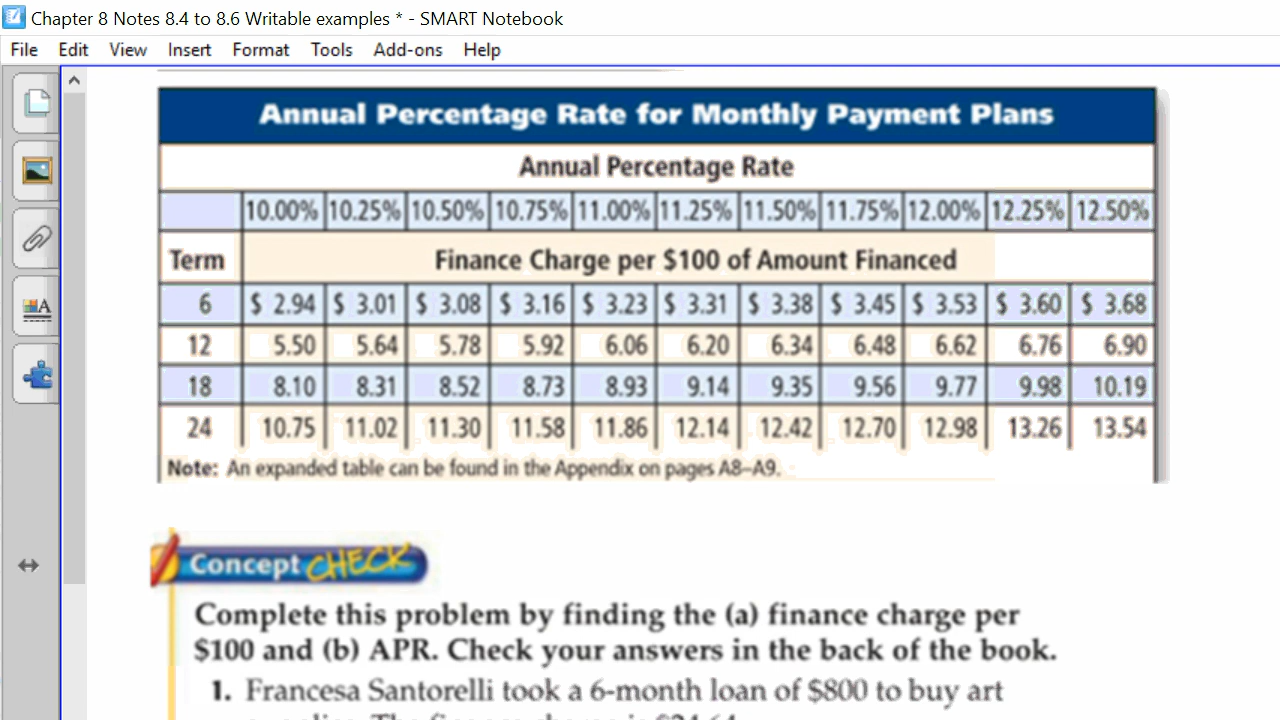 Chapter 8 Notes 8.4 to 8.6 Writable examples * - SMART Notebook
File Edit View Insert Format Tools Add-ons Help
Annual Percentage Rate for Monthly Payment Plans
Annual Percentage Rate
10.00% 10.25% 10.50% 10.75% 11.00% 11.25% 11.50% 11.75% 12.00% 12.25% 12.50%
Term Finance Charge per $100 of Amount Financed
6 $ 2.94 $ 3.01 $ 3.08 $ 3.16 $ 3.23 $ 3.31 $ 3.38 $ 3.45 $ 3.53 $ 3.60 $ 3.68
12 5.50 5.64 5.78 5.92 6.06 6.20 6.34 6.48 6.62 6.76 6.90
18 8.10 8.31 8.52 8.73 8.93 9.14 9.35 9.56 9.77 9.98 10.19
24 10.75 11.02 11.30 11.58 11.86 12.14 12.42 12.70 12.98 13.26 13.54
Note: An expanded table can be found in the Appendix on pages A8–A9.
Concept CHECK
Complete this problem by finding the (a) finance charge per
$100 and (b) APR. Check your answers in the back of the book.
1. Francesa Santorelli took a 6-month loan of $800 to buy art